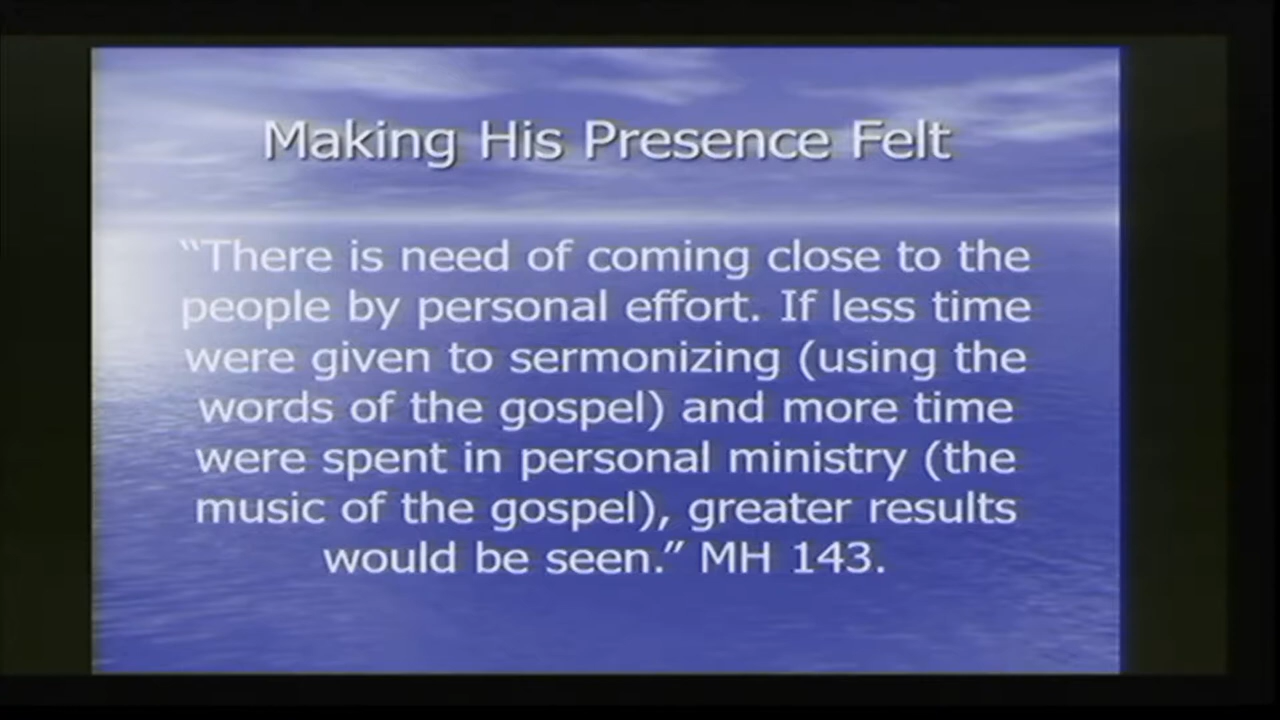 Making His Presence Felt
“There is need of coming close to the
people by personal effort. If less time
were given to sermonizing (using the
words of the gospel) and more time
were spent in personal ministry (the
music of the gospel), greater results
would be seen.” MH 143.